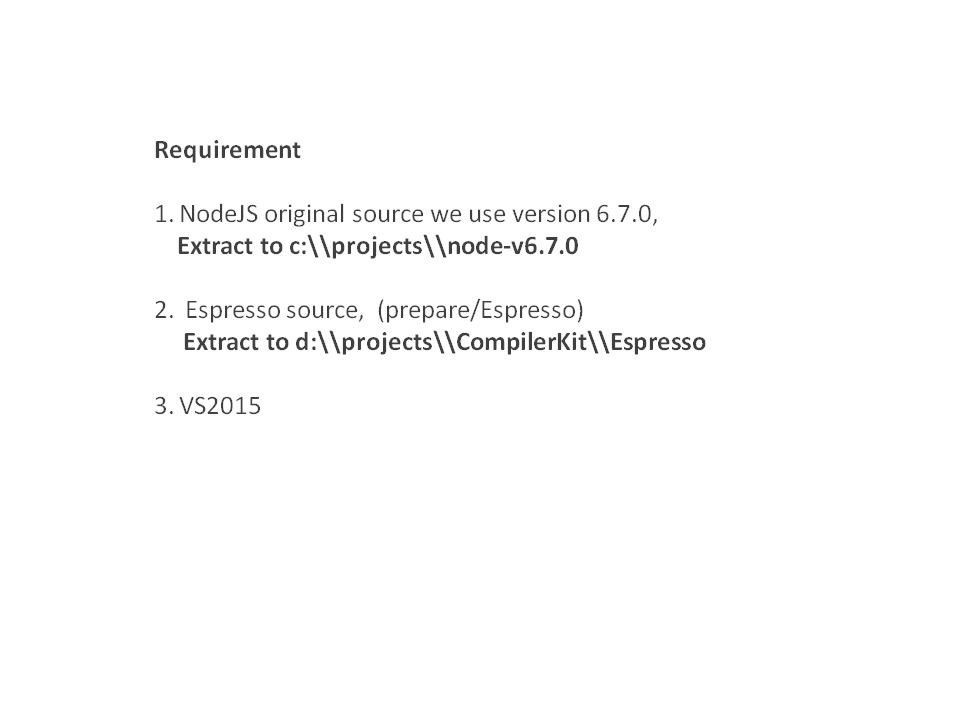 Requirement
1. NodeJS original source we use version 6.7.0,
Extract to c:\\projects\\node-v6.7.0
2.  Espresso source,  (prepare/Espresso)
Extract to d:\\projects\\CompilerKit\\Espresso
3. VS2015